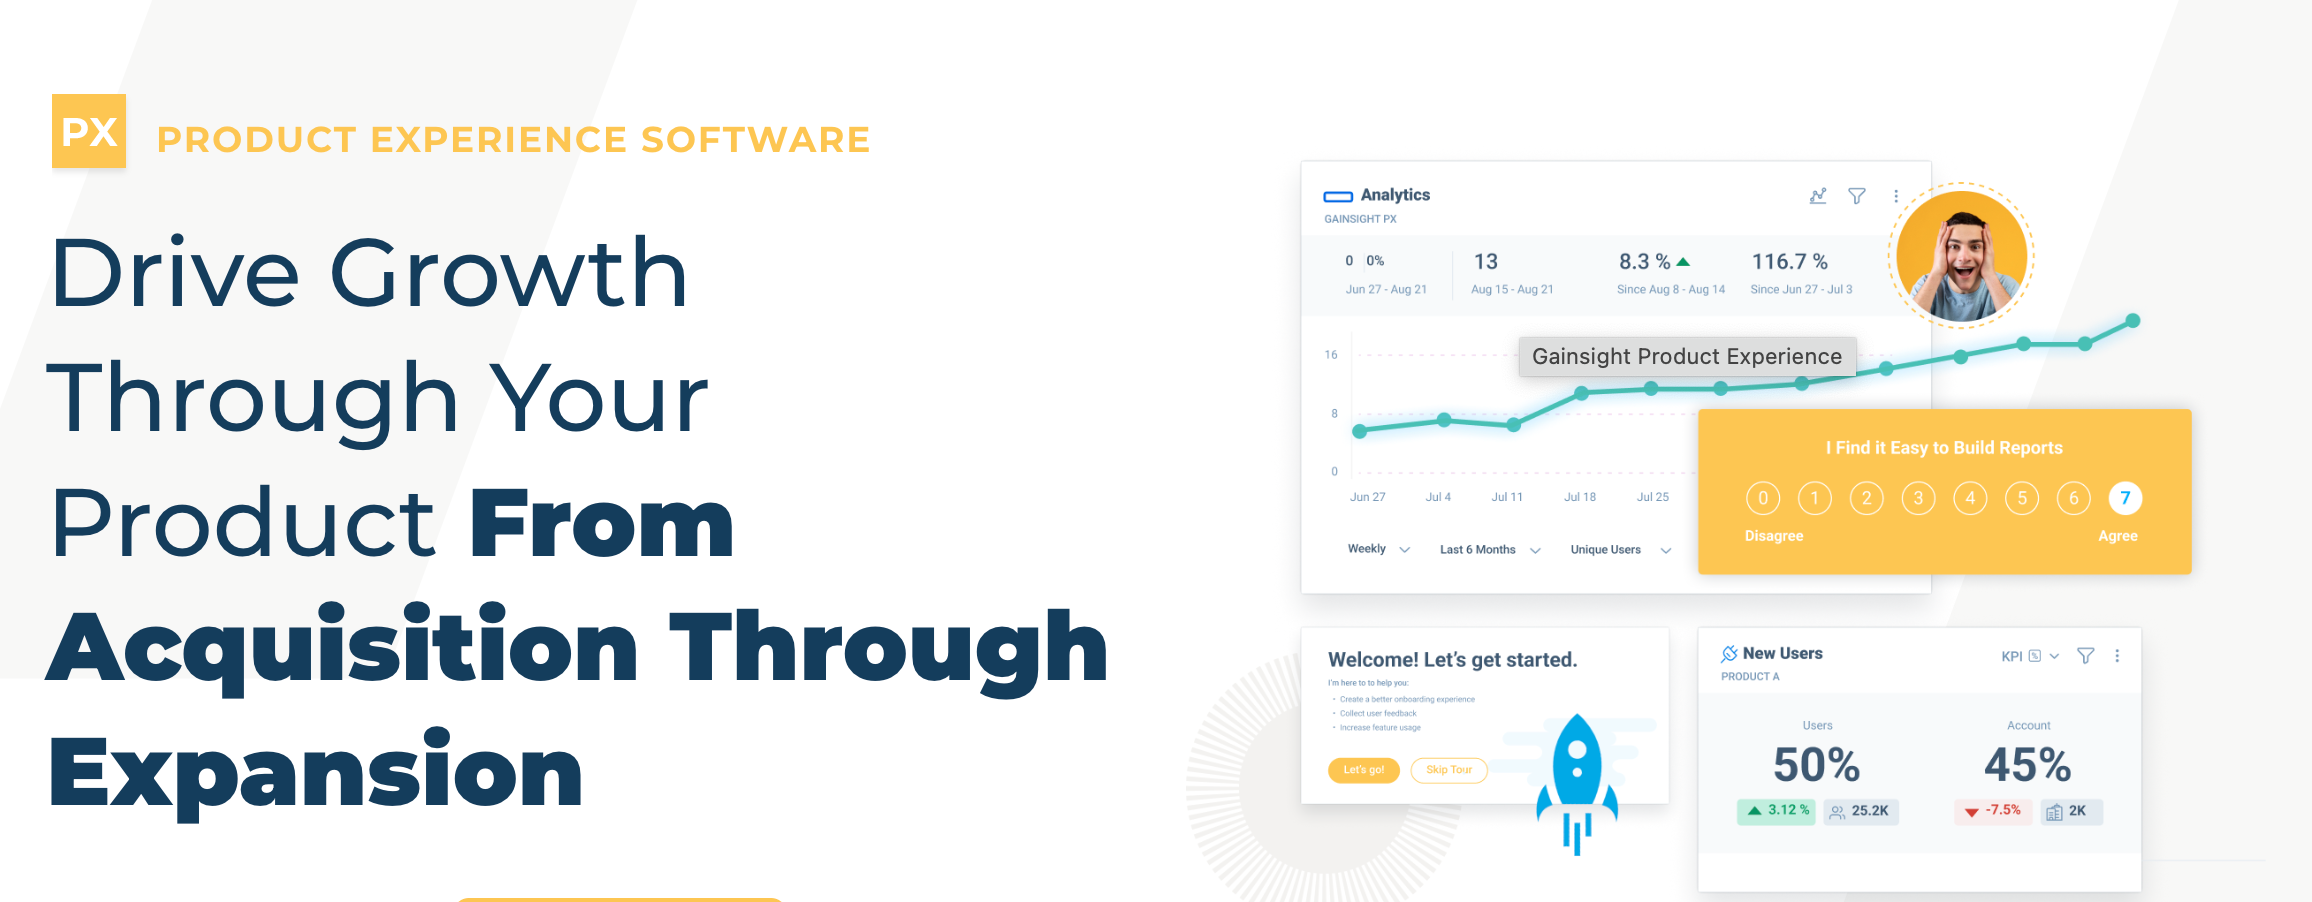 PX
PRODUCT EXPERIENCE SOFTWARE
Drive Growth
Through Your
Product From
Acquisition Through
Expansion
Analytics
GAINSIGHT PX
0 0% 13 8.3 % 116.7 %
Jun 27 - Aug 21 Aug 15 - Aug 21 Since Aug 8 - Aug 14 Since Jun 27 - Jul 3
Gainsight Product Experience
16
8
0
Jun 27 Jul 4 Jul 11 Jul 18 Jul 25
Weekly Last 6 Months Unique Users
I Find it Easy to Build Reports
0 1 2 3 4 5 6 7
Disagree Agree
Welcome! Let's get started.
I'm here to to help you:
• Create a better onboarding experience
• Collect user feedback
• Increase feature usage
Let's go! Skip Tour
New Users KPI %
PRODUCT A
Users Account
50% 45%
3.12 % 25.2K -7.5% 2K